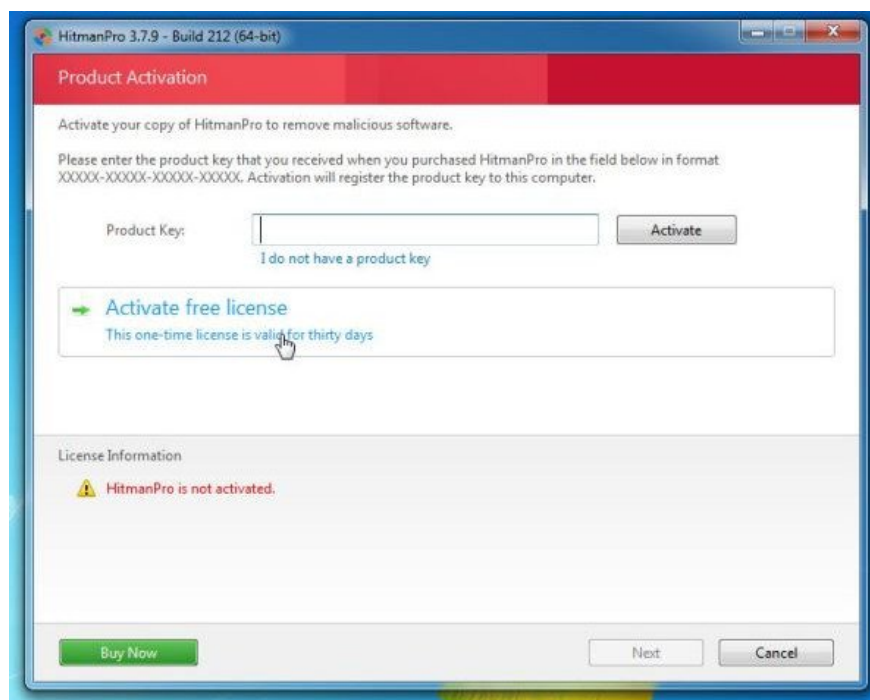 HitmanPro 3.7.9 - Build 212 (64-bit)
Product Activation
Activate your copy of HitmanPro to remove malicious software.
Please enter the product key that you received when you purchased HitmanPro in the field below in format
XXXXX-XXXXX-XXXXX-XXXXX. Activation will register the product key to this computer.
Product Key:
Activate
I do not have a product key
Activate free license
This one-time license is valid for thirty days
License Information
HitmanPro is not activated.
Buy Now
Next
Cancel